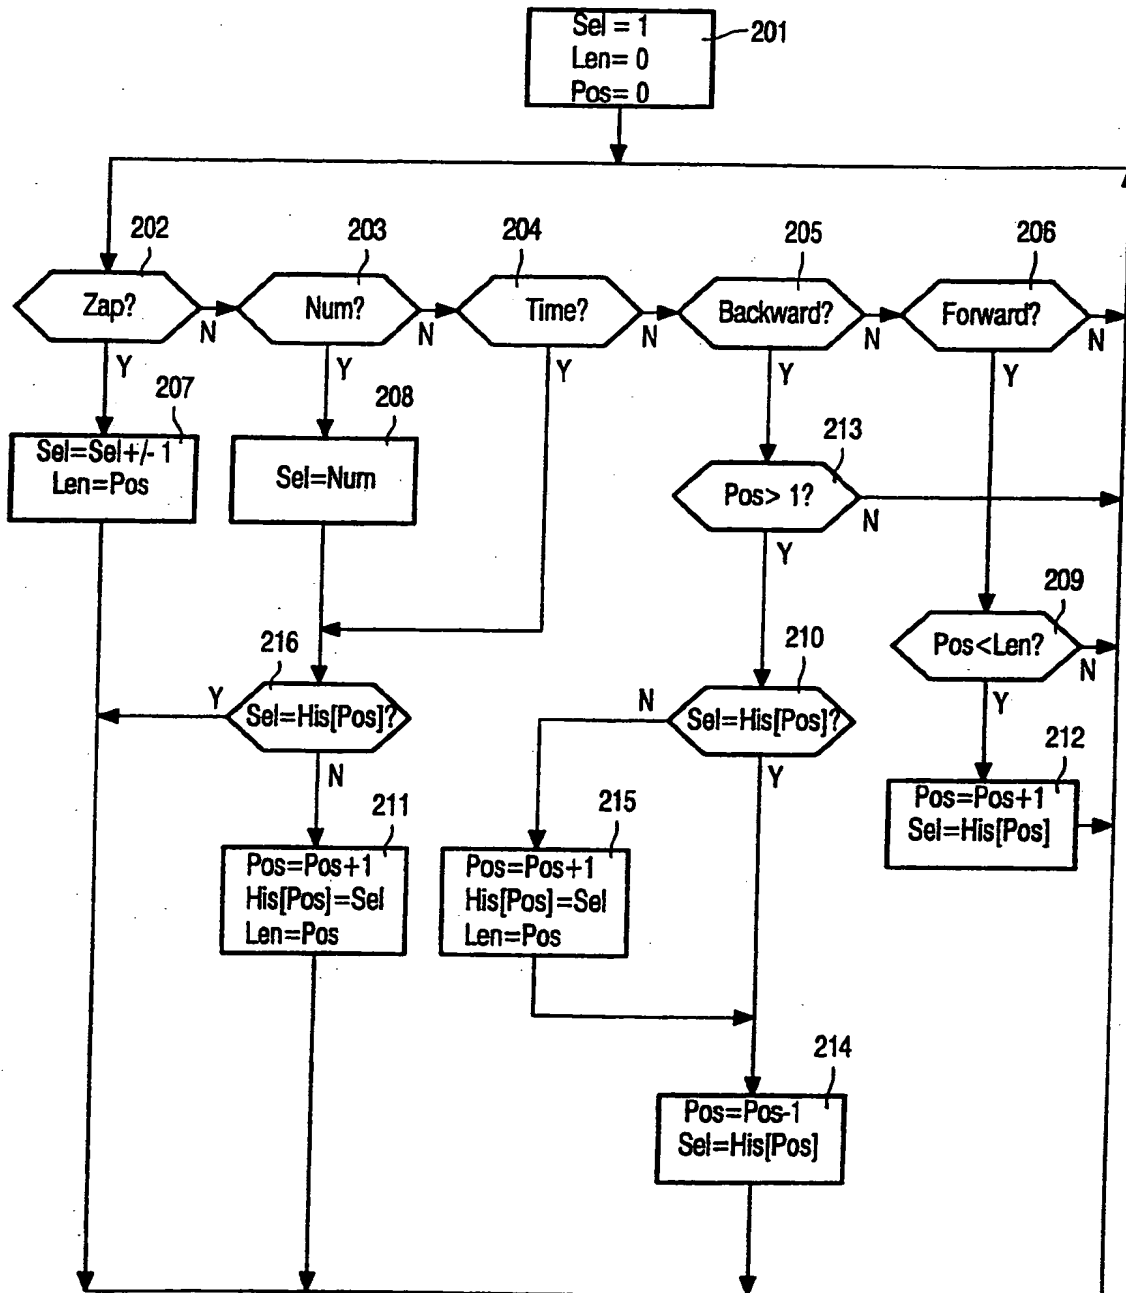 Sel = 1
Len= 0
Pos= 0
201
202
203
204
205
206
Zap?
Num?
Time?
Backward?
Forward?
N
N
N
N
N
Y
Y
Y
Y
Y
207
208
213
Sel=Sel+/- 1
Len=Pos
Sel=Num
Pos> 1?
N
Y
209
Pos<Len?
N
Y
216
210
Y
Sel=His[Pos]?
N
N
Sel=His[Pos]?
Y
212
Pos=Pos+1
Sel=His[Pos]
211
215
Pos=Pos+1
His[Pos]=Sel
Len=Pos
Pos=Pos+1
His[Pos]=Sel
Len=Pos
214
Pos=Pos-1
Sel=His[Pos]